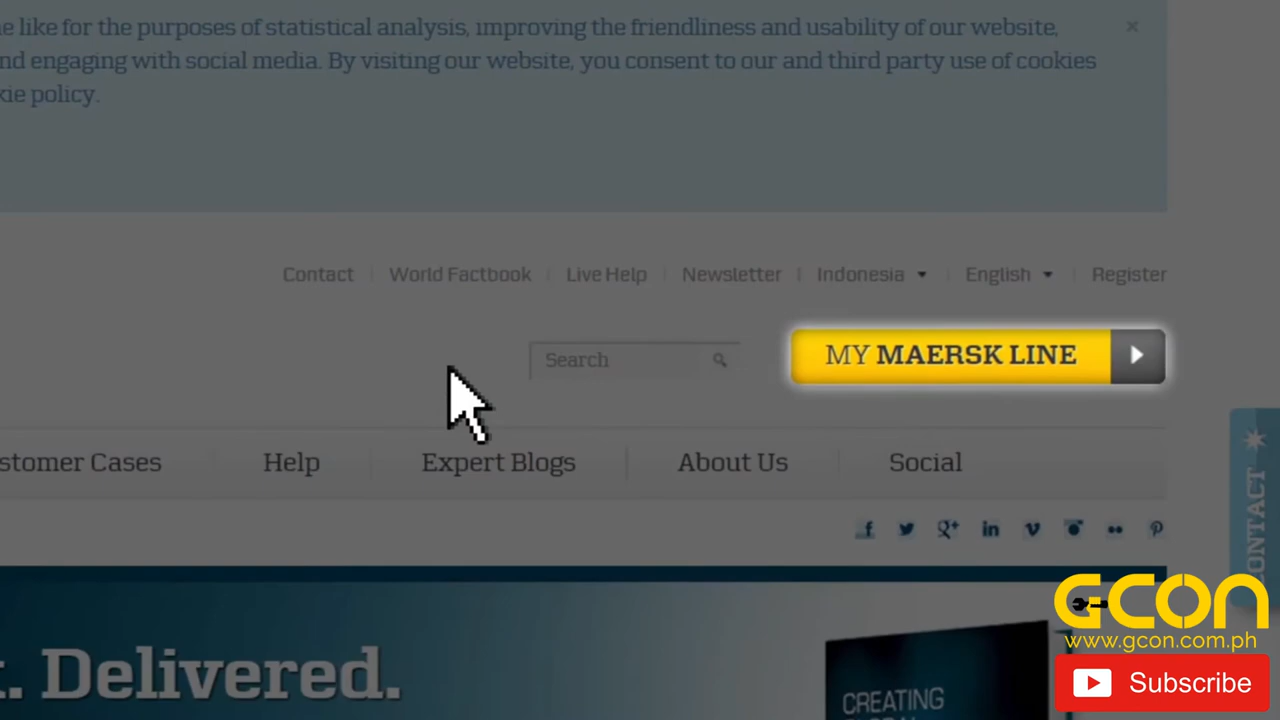 e like for the purposes of statistical analysis, improving the friendliness and usability of our website,
nd engaging with social media. By visiting our website, you consent to our and third party use of cookies
kie policy.
Contact World Factbook Live Help Newsletter Indonesia English Register
Search
MY MAERSK LINE
stomer Cases Help Expert Blogs About Us Social
CONTACT
. Delivered.
CREATING
GCON
www.gcon.com.ph
Subscribe